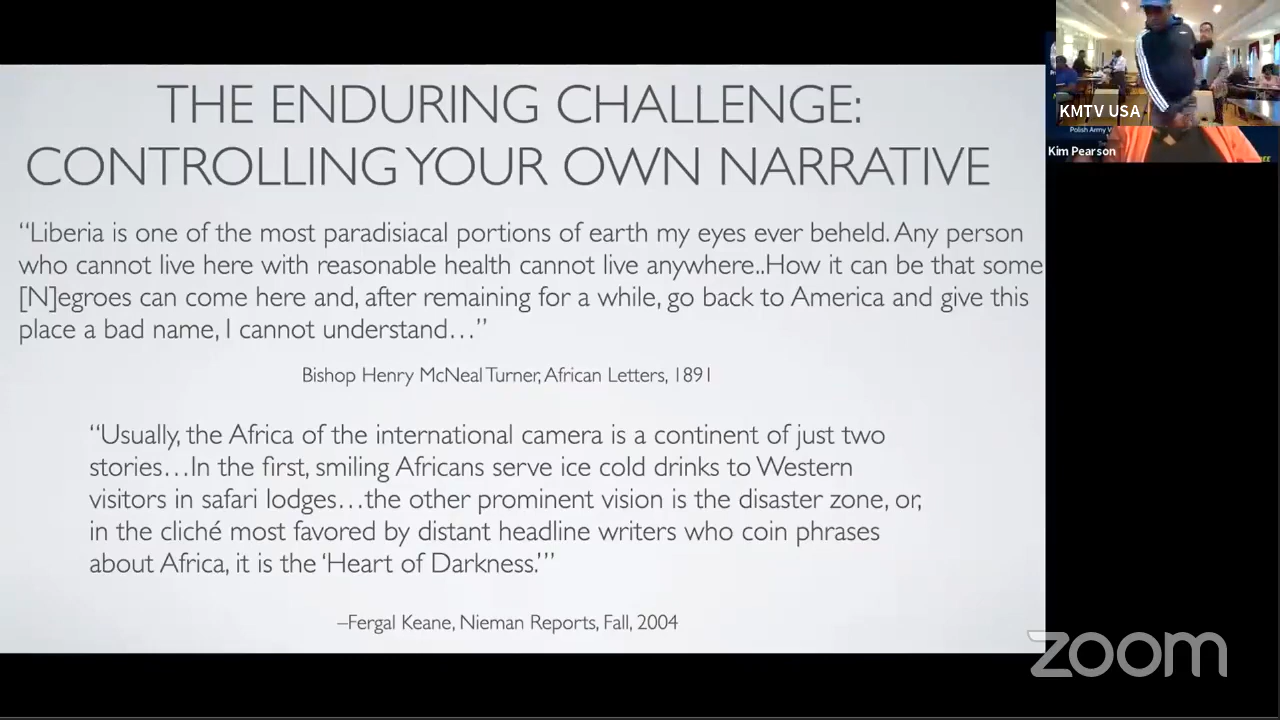 THE ENDURING CHALLENGE:
CONTROLLING YOUR OWN NARRATIVE
“Liberia is one of the most paradisiacal portions of earth my eyes ever beheld. Any person
who cannot live here with reasonable health cannot live anywhere..How it can be that some
[N]egroes can come here and, after remaining for a while, go back to America and give this
place a bad name, I cannot understand…”
Bishop Henry McNeal Turner, African Letters, 1891
“Usually, the Africa of the international camera is a continent of just two
stories…In the first, smiling Africans serve ice cold drinks to Western
visitors in safari lodges…the other prominent vision is the disaster zone, or,
in the cliché most favored by distant headline writers who coin phrases
about Africa, it is the ‘Heart of Darkness.’”
–Fergal Keane, Nieman Reports, Fall, 2004
KMTV USA
Polish Army V
Kim Pearson
zoom